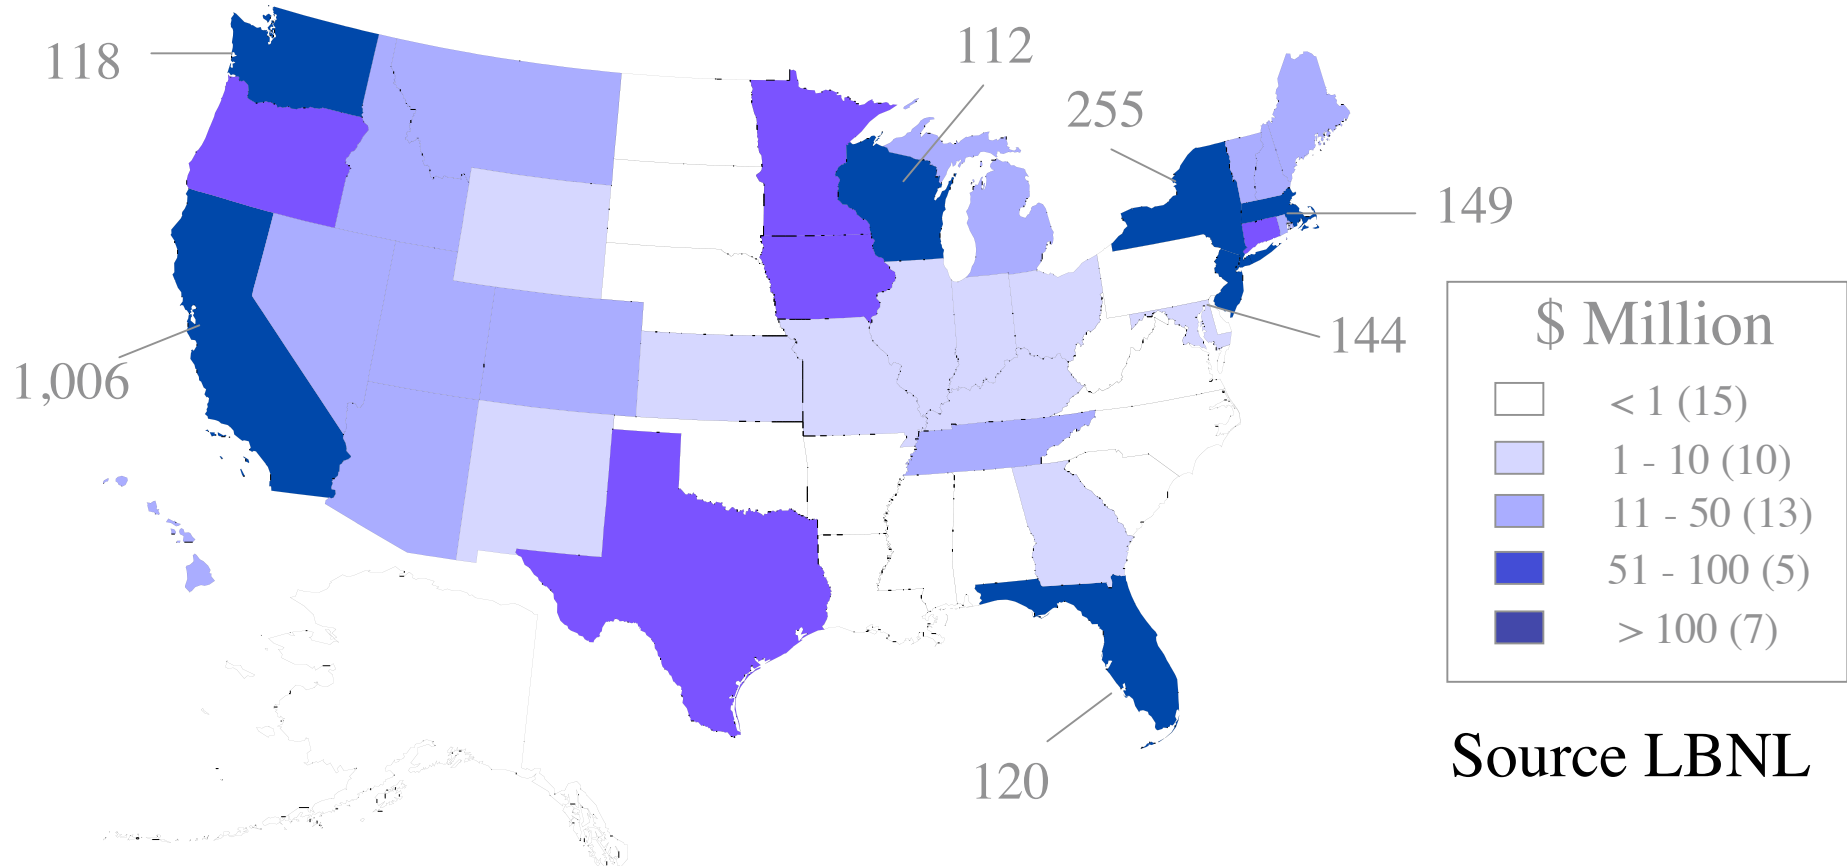 112
118
255
149
144
1,006
120
$ Million
< 1 (15)
1 - 10 (10)
11 - 50 (13)
51 - 100 (5)
> 100 (7)
Source LBNL